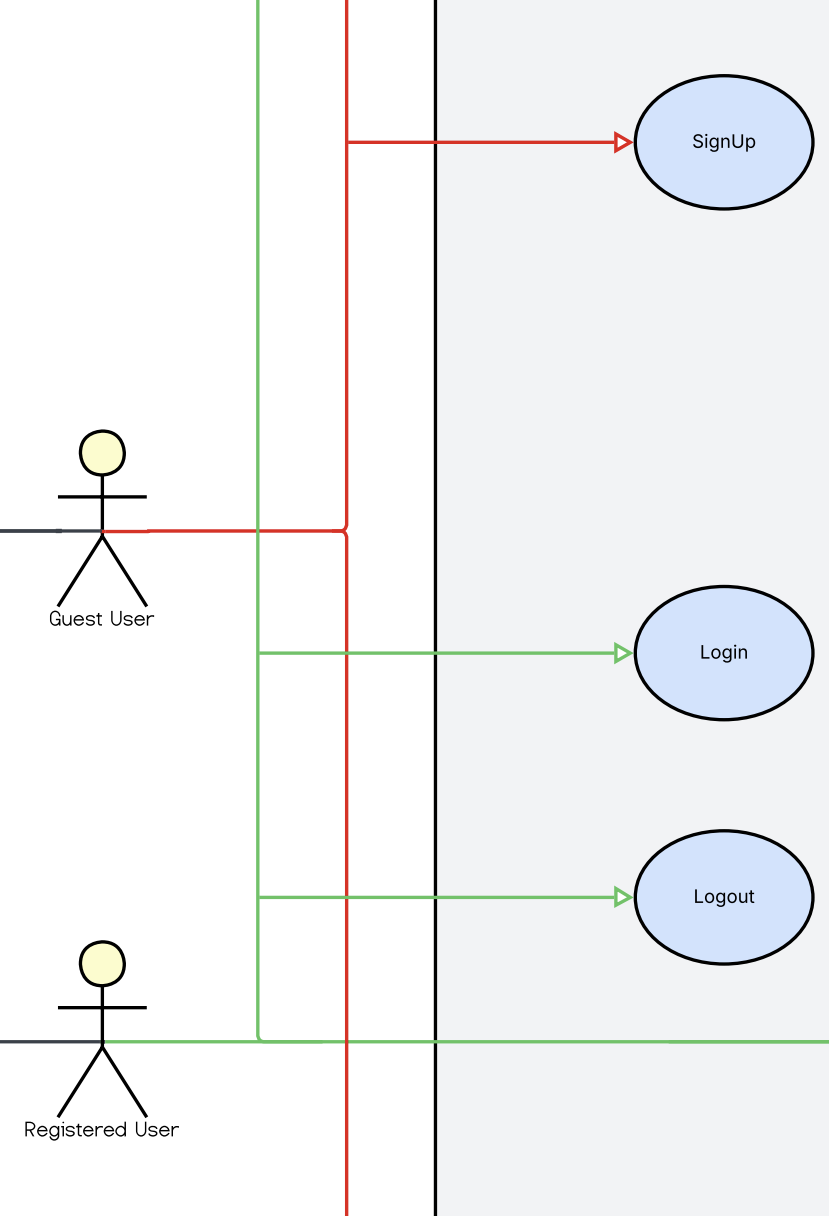 SignUp
Guest User
Login
Logout
Registered User